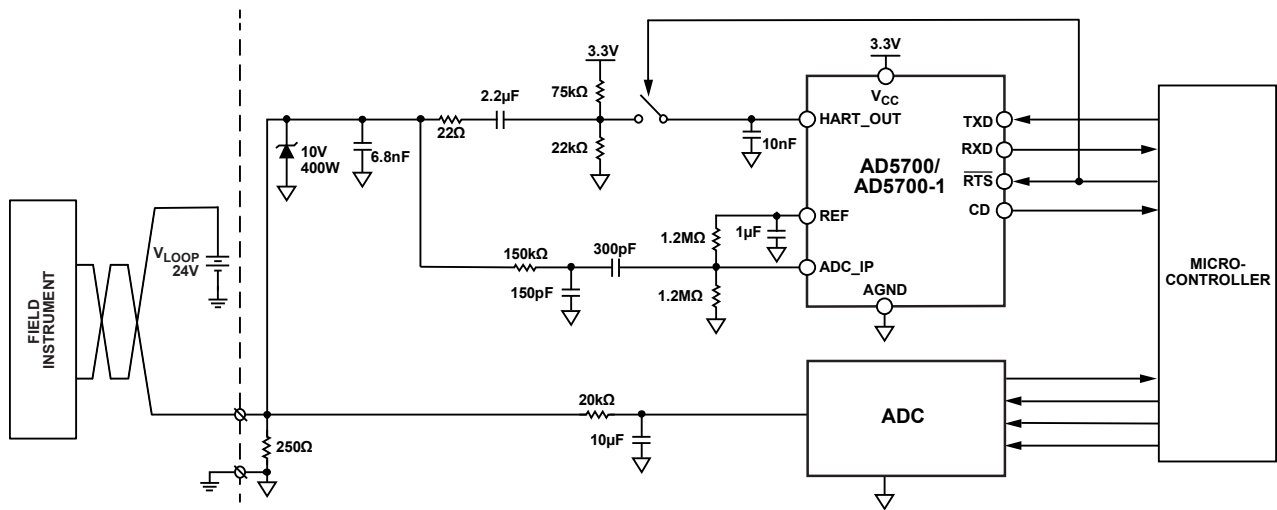 3.3V
3.3V
2.2µF
75kΩ
V_CC
22Ω
22kΩ
10V
400W
6.8nF
10nF
HART_OUT
TXD
RXD
RTS
CD
AD5700/
AD5700-1
REF
1µF
1.2MΩ
1.2MΩ
150kΩ
300pF
150pF
ADC_IP
AGND
MICRO-
CONTROLLER
FIELD
INSTRUMENT
V_LOOP
24V
20kΩ
10µF
ADC
250Ω